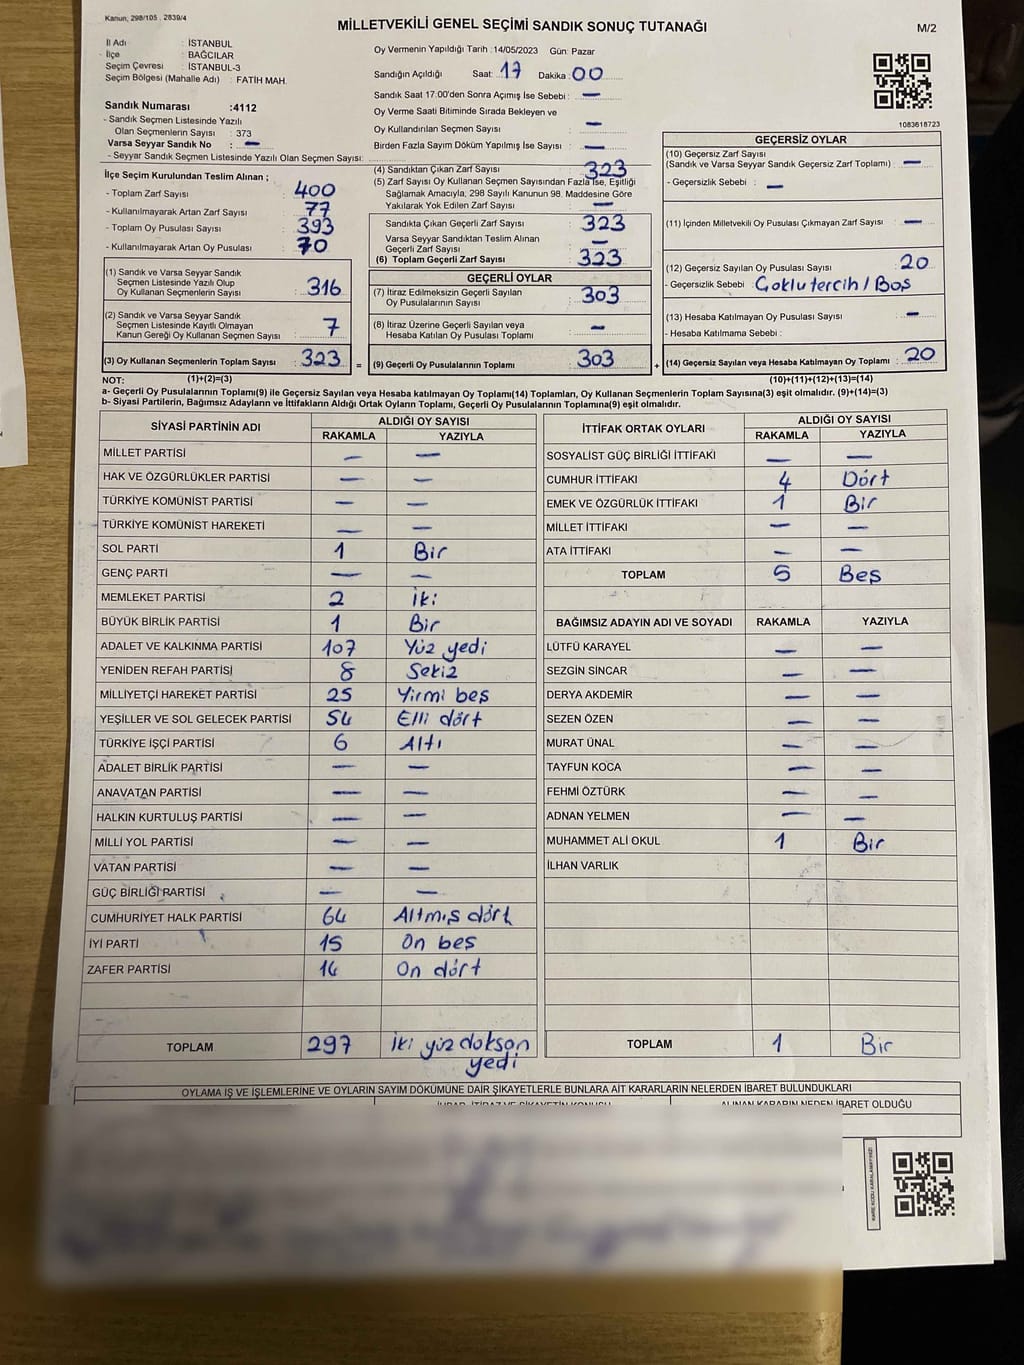 Kanun; 298/105 , 2839/4
MİLLETVEKİLİ GENEL SEÇİMİ SANDIK SONUÇ TUTANAĞI
M/2
İl Adı : İSTANBUL
İlçe : BAĞCILAR
Seçim Çevresi : İSTANBUL-3
Seçim Bölgesi (Mahalle Adı) : FATİH MAH.
Sandık Numarası :4112
- Sandık Seçmen Listesinde Yazılı
Olan Seçmenlerin Sayısı : 373
Varsa Seyyar Sandık No : —
- Seyyar Sandık Seçmen Listesinde Yazılı Olan Seçmen Sayısı:
Oy Vermenin Yapıldığı Tarih : 14/05/2023 Gün: Pazar
Sandığın Açıldığı Saat: 17 Dakika : 00
Sandık Saat 17.00'den Sonra Açımış İse Sebebi : —
Oy Verme Saati Bitiminde Sırada Bekleyen ve
Oy Kullandırılan Seçmen Sayısı : —
Birden Fazla Sayım Döküm Yapılmış İse Sayısı : —
1083618723
İlçe Seçim Kurulundan Teslim Alınan ;
- Toplam Zarf Sayısı : 400
- Kullanılmayarak Artan Zarf Sayısı : 77
- Toplam Oy Pusulası Sayısı : 393
- Kullanılmayarak Artan Oy Pusulası : 70
(1) Sandık ve Varsa Seyyar Sandık
Seçmen Listesinde Yazılı Olup
Oy Kullanan Seçmenlerin Sayısı : 316
(2) Sandık ve Varsa Seyyar Sandık
Seçmen Listesinde Kayıtlı Olmayan
Kanun Gereği Oy Kullanan Seçmen Sayısı : 7
(3) Oy Kullanan Seçmenlerin Toplam Sayısı : 323
(4) Sandıktan Çıkan Zarf Sayısı : 323
(5) Zarf Sayısı Oy Kullanan Seçmen Sayısından Fazla İse, Eşitliği
Sağlamak Amacıyla, 298 Sayılı Kanunun 98. Maddesine Göre
Yakılarak Yok Edilen Zarf Sayısı : —
Sandıkta Çıkan Geçerli Zarf Sayısı : 323
Varsa Seyyar Sandıktan Teslim Alınan
Geçerli Zarf Sayısı : —
(6) Toplam Geçerli Zarf Sayısı : 323
GEÇERLİ OYLAR
(7) İtiraz Edilmeksizin Geçerli Sayılan
Oy Pusulalarının Sayısı : 303
(8) İtiraz Üzerine Geçerli Sayılan veya
Hesaba Katılan Oy Pusulası Toplamı : —
= (9) Geçerli Oy Pusulalarının Toplamı : 303
GEÇERSİZ OYLAR
(10) Geçersiz Zarf Sayısı
(Sandık ve Varsa Seyyar Sandık Geçersiz Zarf Toplamı) : —
- Geçersizlik Sebebi : —
(11) İçinden Milletvekili Oy Pusulası Çıkmayan Zarf Sayısı : —
(12) Geçersiz Sayılan Oy Pusulası Sayısı : 20
- Geçersizlik Sebebi : Çoklu tercih / Boş
(13) Hesaba Katılmayan Oy Pusulası Sayısı : —
- Hesaba Katılmama Sebebi :
+ (14) Geçersiz Sayılan veya Hesaba Katılmayan Oy Toplamı : 20
NOT: (1)+(2)=(3) (10)+(11)+(12)+(13)=(14)
a- Geçerli Oy Pusulalarının Toplamı(9) ile Geçersiz Sayılan veya Hesaba katılmayan Oy Toplamı(14) Toplamları, Oy Kullanan Seçmenlerin Toplam Sayısına(3) eşit olmalıdır. (9)+(14)=(3)
b- Siyasi Partilerin, Bağımsız Adayların ve İttifakların Aldığı Ortak Oyların Toplamı, Geçerli Oy Pusulalarının Toplamına(9) eşit olmalıdır.
SİYASİ PARTİNİN ADI ALDIĞI OY SAYISI
RAKAMLA YAZIYLA
MİLLET PARTİSİ — —
HAK VE ÖZGÜRLÜKLER PARTİSİ — —
TÜRKİYE KOMÜNİST PARTİSİ — —
TÜRKİYE KOMÜNİST HAREKETİ — —
SOL PARTİ 1 Bir
GENÇ PARTİ — —
MEMLEKET PARTİSİ 2 İki
BÜYÜK BİRLİK PARTİSİ 1 Bir
ADALET VE KALKINMA PARTİSİ 107 Yüz yedi
YENİDEN REFAH PARTİSİ 8 Sekiz
MİLLİYETÇİ HAREKET PARTİSİ 25 Yirmi beş
YEŞİLLER VE SOL GELECEK PARTİSİ 54 Elli dört
TÜRKİYE İŞÇİ PARTİSİ 6 Altı
ADALET BİRLİK PARTİSİ — —
ANAVATAN PARTİSİ — —
HALKIN KURTULUŞ PARTİSİ — —
MİLLİ YOL PARTİSİ — —
VATAN PARTİSİ — —
GÜÇ BİRLİĞİ PARTİSİ — —
CUMHURİYET HALK PARTİSİ 64 Altmış dört
İYİ PARTİ 15 On beş
ZAFER PARTİSİ 14 On dört
TOPLAM 297 İki yüz doksan
yedi
İTTİFAK ORTAK OYLARI ALDIĞI OY SAYISI
RAKAMLA YAZIYLA
SOSYALİST GÜÇ BİRLİĞİ İTTİFAKI — —
CUMHUR İTTİFAKI 4 Dört
EMEK VE ÖZGÜRLÜK İTTİFAKI 1 Bir
MİLLET İTTİFAKI — —
ATA İTTİFAKI — —
TOPLAM 5 Beş
BAĞIMSIZ ADAYIN ADI VE SOYADI RAKAMLA YAZIYLA
LÜTFÜ KARAYEL — —
SEZGİN SİNCAR — —
DERYA AKDEMİR — —
SEZEN ÖZEN — —
MURAT ÜNAL — —
TAYFUN KOCA — —
FEHMİ ÖZTÜRK — —
ADNAN YELMEN — —
MUHAMMET ALİ OKUL 1 Bir
İLHAN VARLIK
TOPLAM 1 Bir
OYLAMA İŞ VE İŞLEMLERİNE VE OYLARIN SAYIM DÖKÜMÜNE DAİR ŞİKAYETLERLE BUNLARA AİT KARARLARIN NELERDEN İBARET BULUNDUKLARI
ALINAN KARARIN NEDEN İBARET OLDUĞU